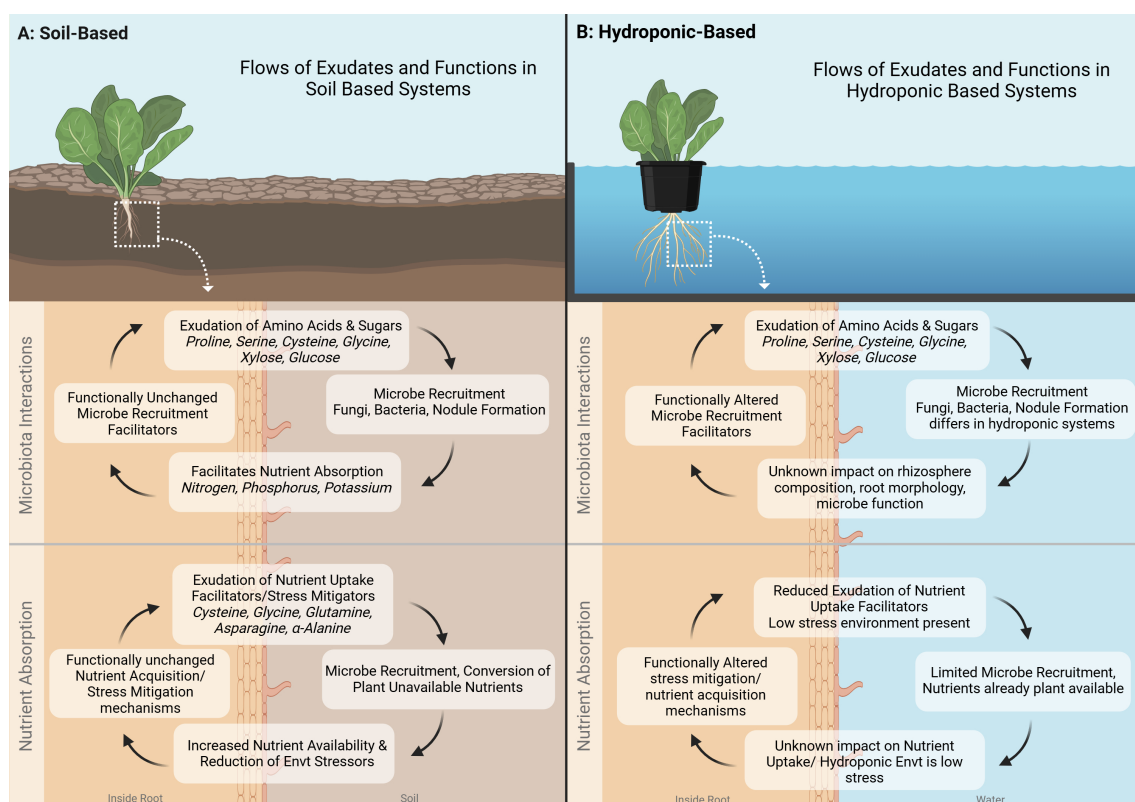 A: Soil-Based
Flows of Exudates and Functions in
Soil Based Systems
Microbiota Interactions
Exudation of Amino Acids & Sugars
Proline, Serine, Cysteine, Glycine,
Xylose, Glucose
Microbe Recruitment
Fungi, Bacteria, Nodule Formation
Facilitates Nutrient Absorption
Nitrogen, Phosphorus, Potassium
Functionally Unchanged
Microbe Recruitment
Facilitators
Nutrient Absorption
Exudation of Nutrient Uptake
Facilitators/Stress Mitigators
Cysteine, Glycine, Glutamine,
Asparagine, α-Alanine
Microbe Recruitment, Conversion of
Plant Unavailable Nutrients
Increased Nutrient Availability &
Reduction of Envt Stressors
Functionally unchanged
Nutrient Acquisition/
Stress Mitigation
mechanisms
Inside Root
Soil
B: Hydroponic-Based
Flows of Exudates and Functions in
Hydroponic Based Systems
Microbiota Interactions
Exudation of Amino Acids & Sugars
Proline, Serine, Cysteine, Glycine,
Xylose, Glucose
Microbe Recruitment
Fungi, Bacteria, Nodule Formation
differs in hydroponic systems
Unknown impact on rhizosphere
composition, root morphology,
microbe function
Functionally Altered
Microbe Recruitment
Facilitators
Nutrient Absorption
Reduced Exudation of Nutrient
Uptake Facilitators
Low stress environment present
Limited Microbe Recruitment,
Nutrients already plant available
Unknown impact on Nutrient
Uptake/ Hydroponic Envt is low
stress
Functionally Altered
stress mitigation/
nutrient acquisition
mechanisms
Inside Root
Water